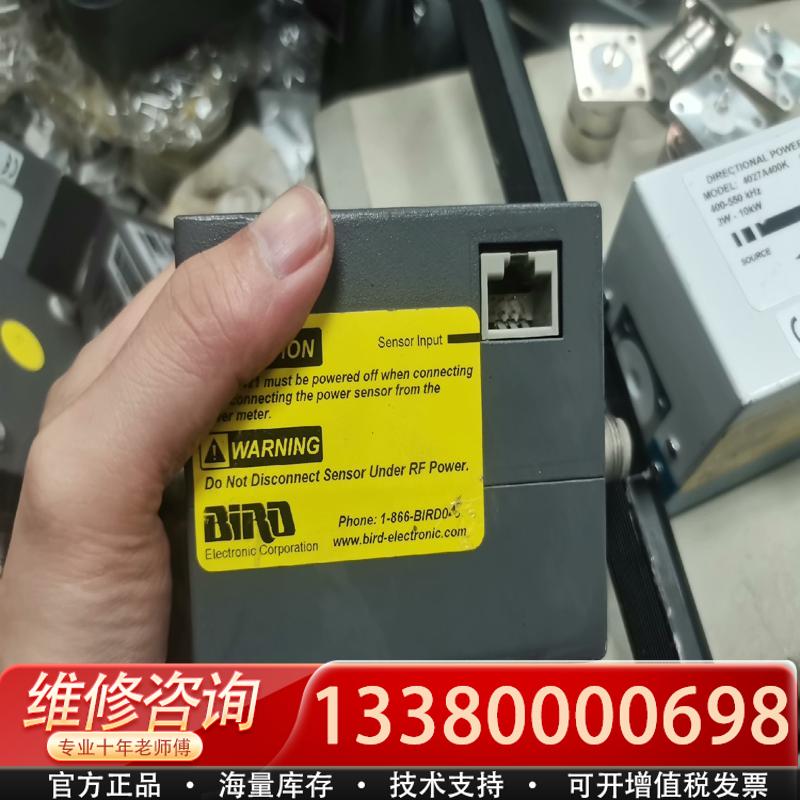 DIRECTIONAL POWER
MODEL: 4027A400K
400-550 kHz
3W - 10kW
SOURCE
Sensor Input
must be powered off when connecting
connecting the power sensor from the
meter.
WARNING
Do Not Disconnect Sensor Under RF Power.
BIRD
Electronic Corporation
Phone: 1-866-BIRD
www.bird-electronic.com
维修咨询
专业十年老师傅
13380000698
官方正品 • 海量库存 • 技术支持 • 可开增值税发票